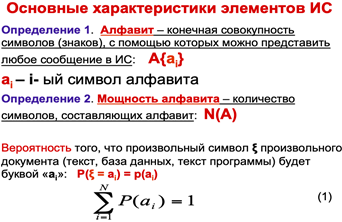 Основные характеристики элементов ИС
Определение 1. Алфавит – конечная совокупность
символов (знаков), с помощью которых можно представить
любое сообщение в ИС: A{aᵢ}
aᵢ – i- ый символ алфавита
Определение 2. Мощность алфавита – количество
символов, составляющих алфавит: N(A)
Вероятность того, что произвольный символ ξ произвольного
документа (текст, база данных, текст программы) будет
буквой «aᵢ»: P(ξ = aᵢ) = p(aᵢ)
∑_{i=1}^{N} P(aᵢ) = 1 (1)